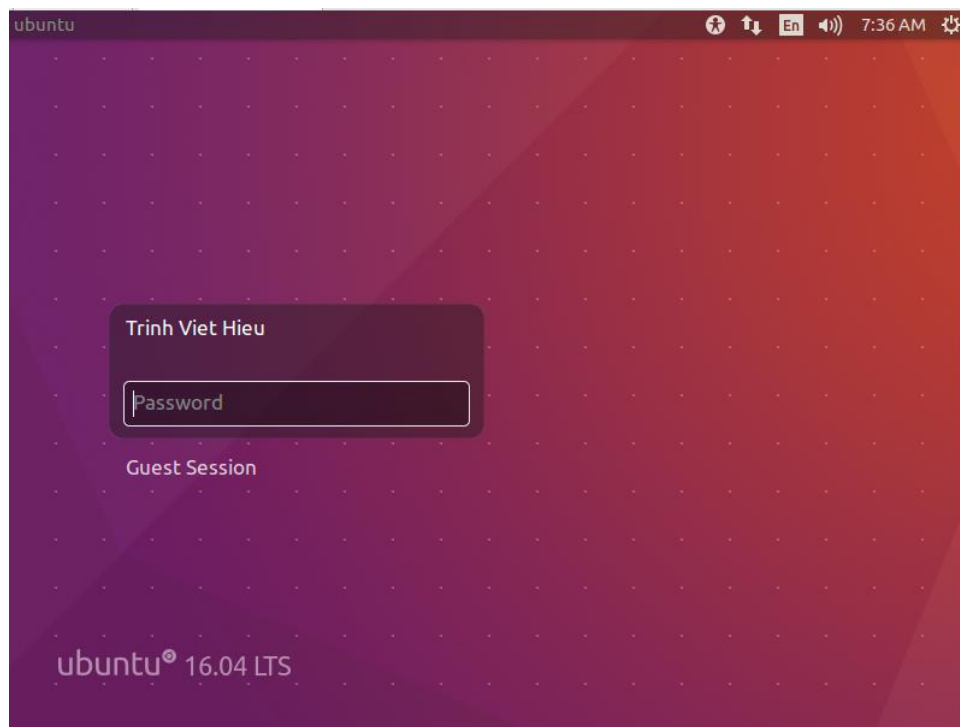 ubuntu En 7:36 AM
Trinh Viet Hieu
Password
Guest Session
ubuntu® 16.04 LTS